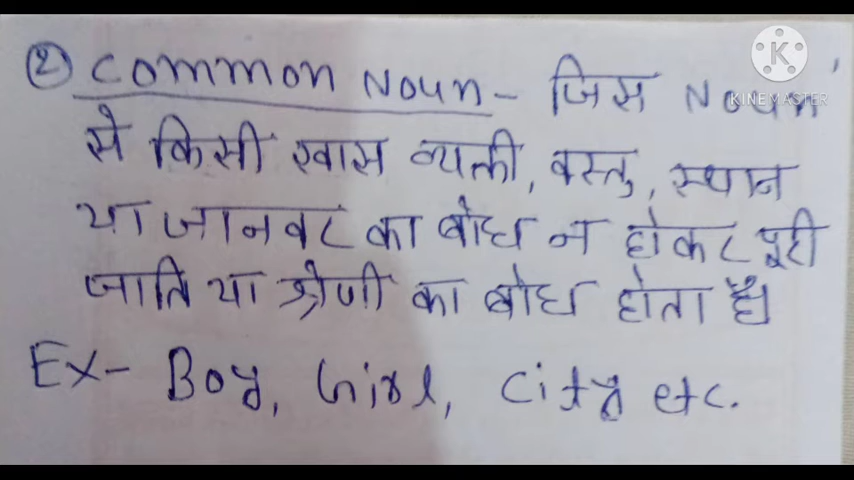 ② Common Noun - जिस Noun
से किसी खास व्यक्ती, वस्तु, स्थान
या जानवर का बोध न होकर पूरी
जाति या श्रेणी का बोध होता है
Ex- Boy, Girl, City etc.
KINEMASTER